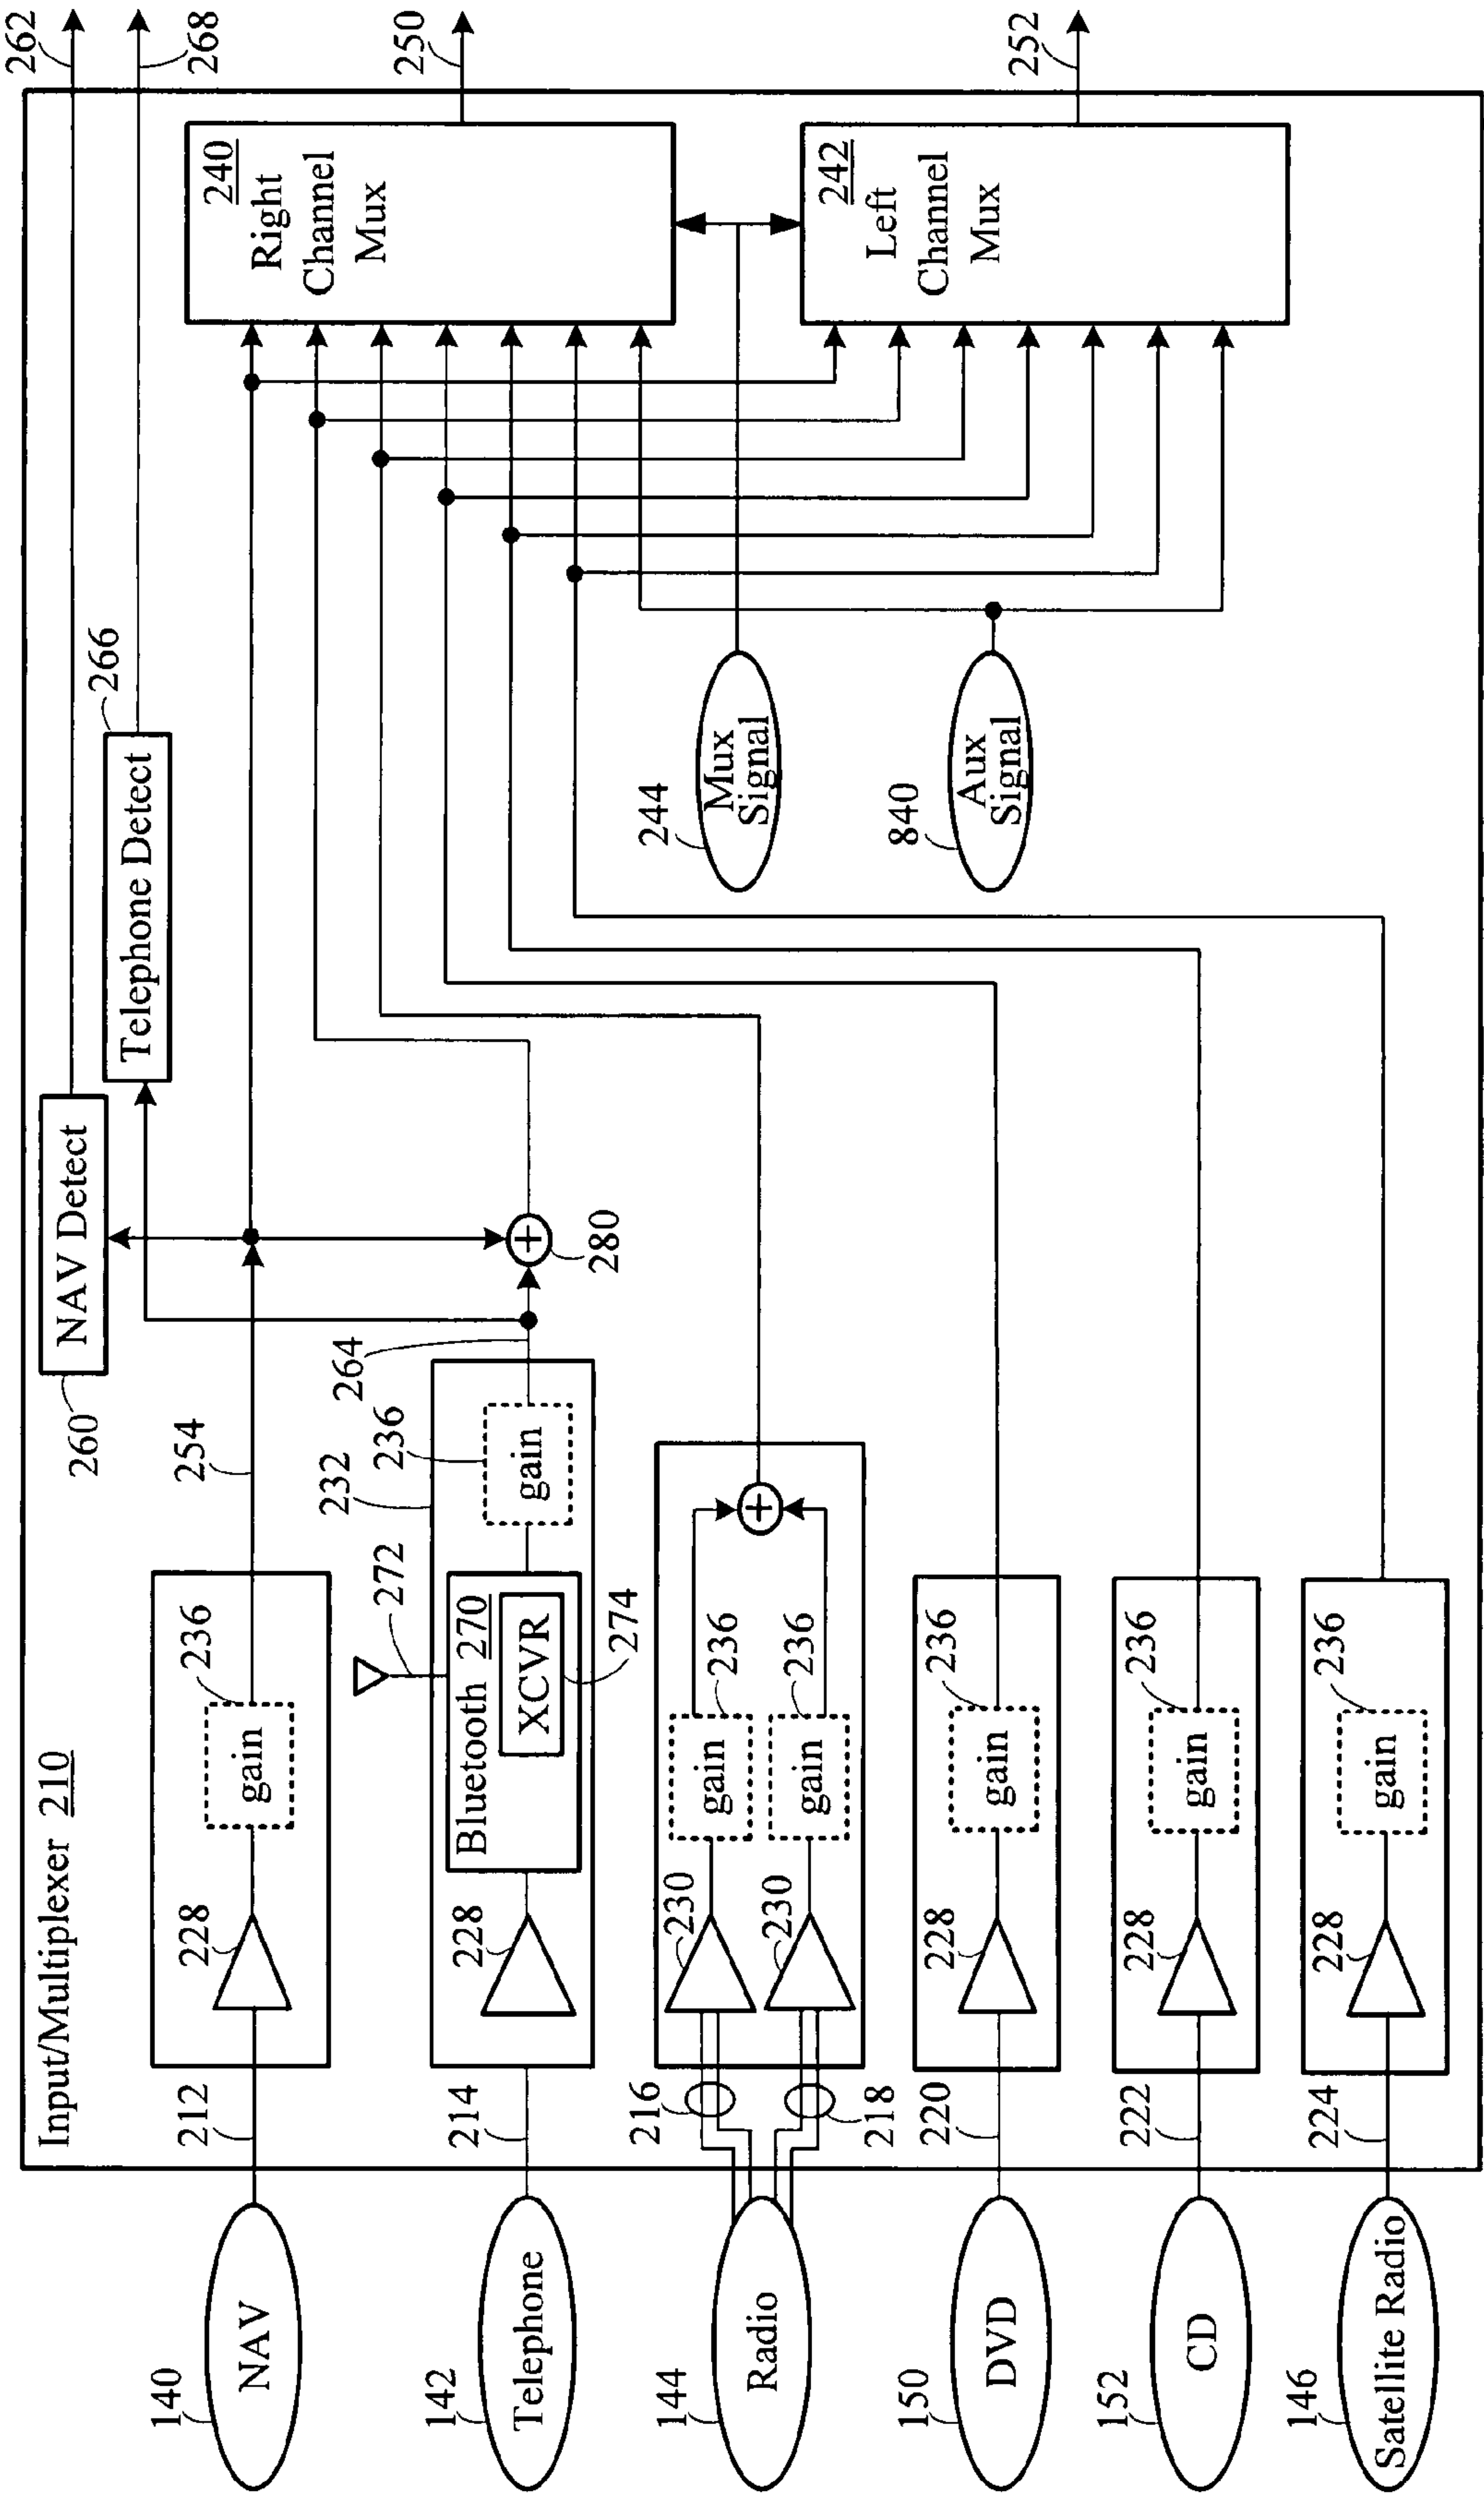 Input/Multiplexer 210
140
NAV
212
228
gain
236
254
260
NAV Detect
262
Telephone Detect
266
268
142
Telephone
214
228
Bluetooth 270
XCVR
272
274
232
gain
236
264
280
144
Radio
216
218
230
230
gain
236
gain
236
150
DVD
220
228
gain
236
152
CD
222
228
gain
236
146
Satellite Radio
224
228
gain
236
244
Mux
Signal
840
Aux
Signal
240
Right
Channel
Mux
250
242
Left
Channel
Mux
252